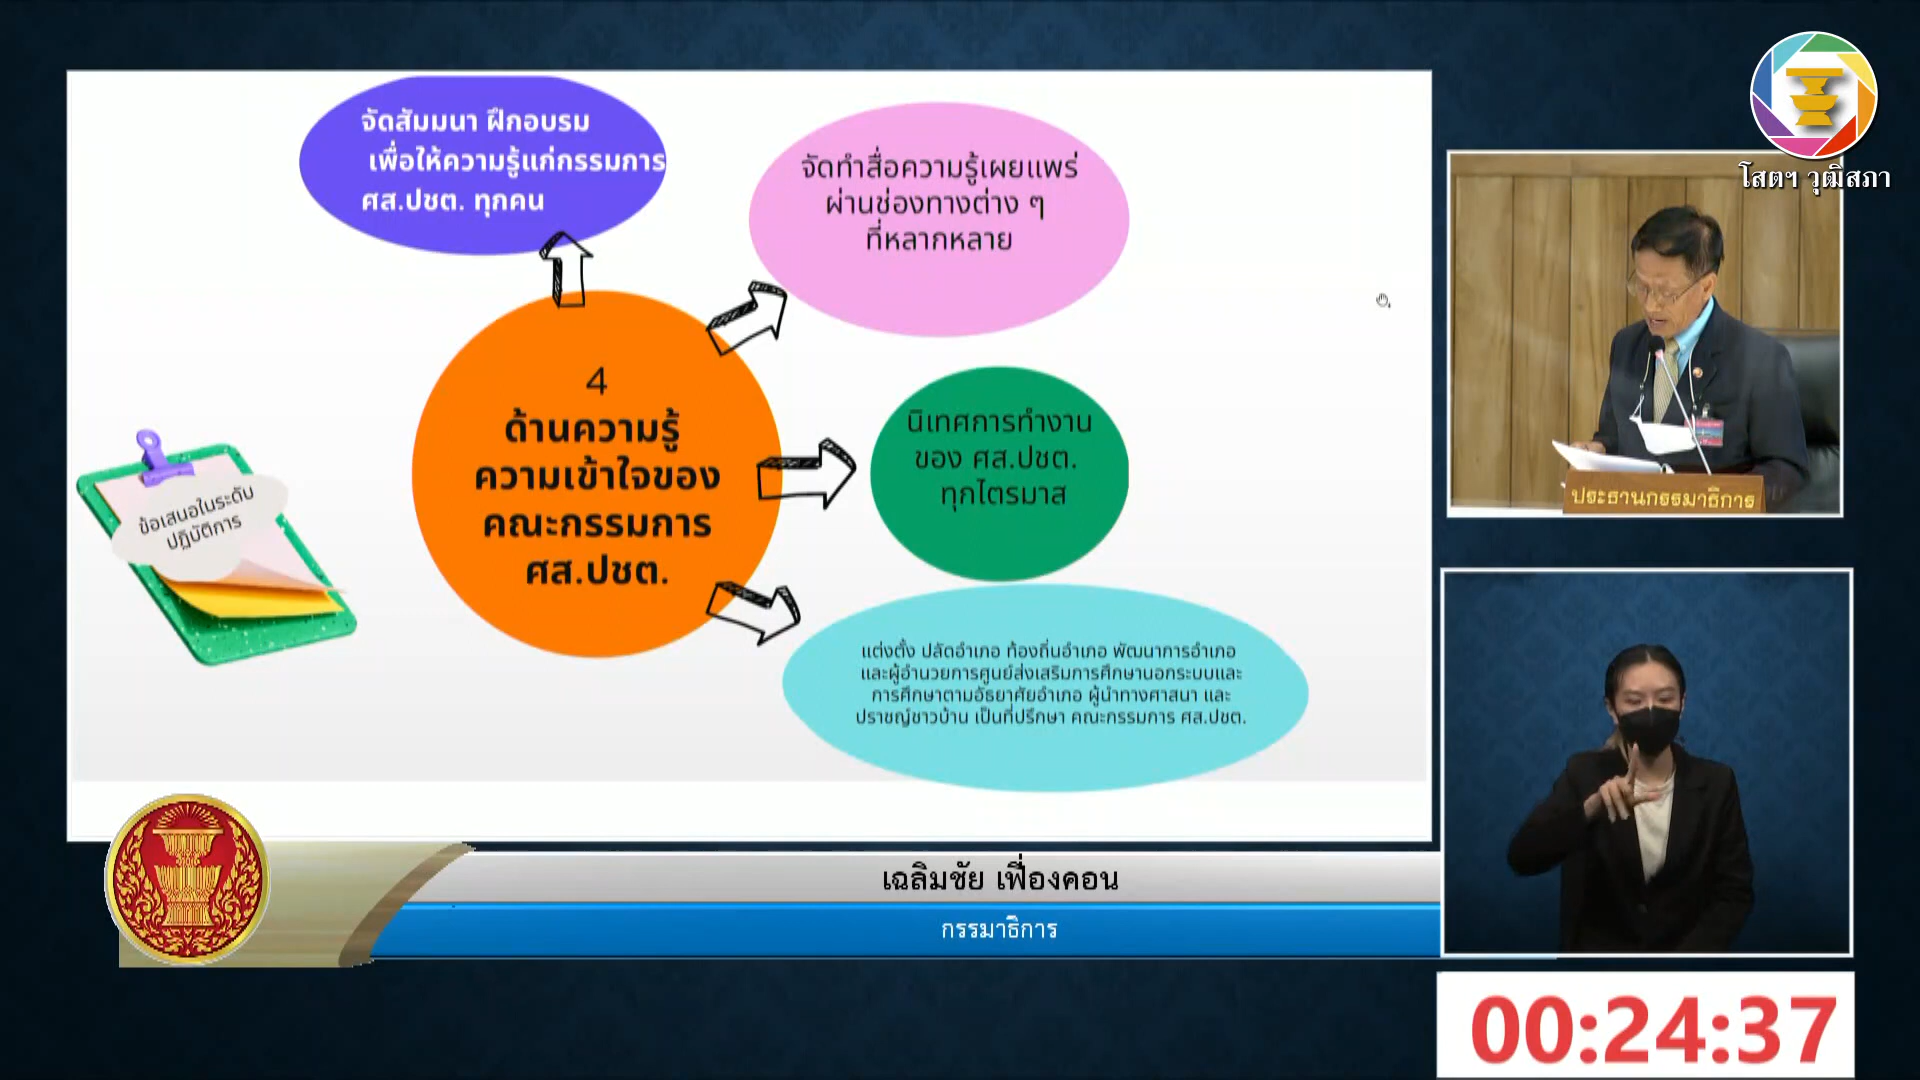 จัดสัมมนา ฝึกอบรม
เพื่อให้ความรู้แก่กรรมการ
ศส.ปชต. ทุกคน
จัดทำสื่อความรู้เผยแพร่
ผ่านช่องทางต่าง ๆ
ที่หลากหลาย
4
ด้านความรู้
ความเข้าใจของ
คณะกรรมการ
ศส.ปชต.
นิเทศการทำงาน
ของ ศส.ปชต.
ทุกไตรมาส
ข้อเสนอในระดับ
ปฏิบัติการ
แต่งตั้ง ปลัดอำเภอ ท้องถิ่นอำเภอ พัฒนาการอำเภอ
และผู้อำนวยการศูนย์ส่งเสริมการศึกษานอกระบบและ
การศึกษาตามอัธยาศัยอำเภอ ผู้นำทางศาสนา และ
ปราชญ์ชาวบ้าน เป็นที่ปรึกษา คณะกรรมการ ศส.ปชต.
โสตฯ วุฒิสภา
ประธานกรรมาธิการ
เฉลิมชัย เฟื่องคอน
กรรมาธิการ
00:24:37